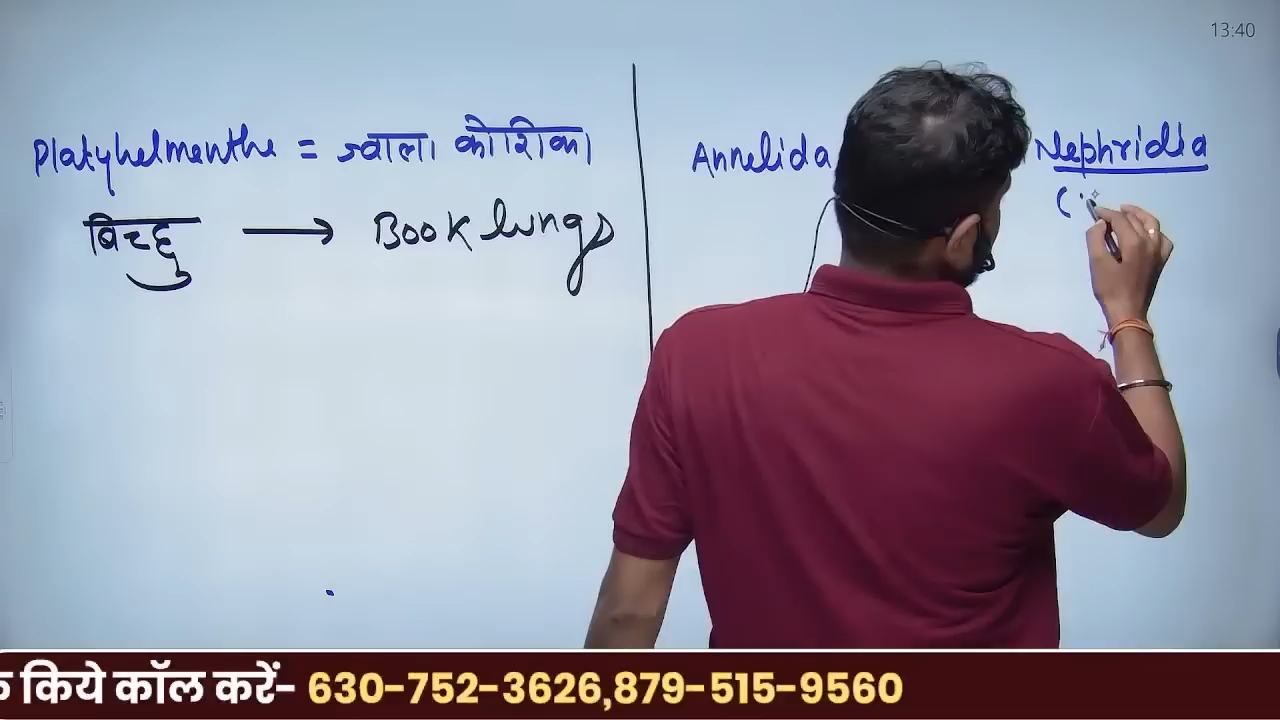 13:40
Platyhelmenthe = ज्वाला कोशिका
बिच्छु → Book lungs
Annelida Nephridia
(
क किये कॉल करें- 630-752-3626,879-515-9560